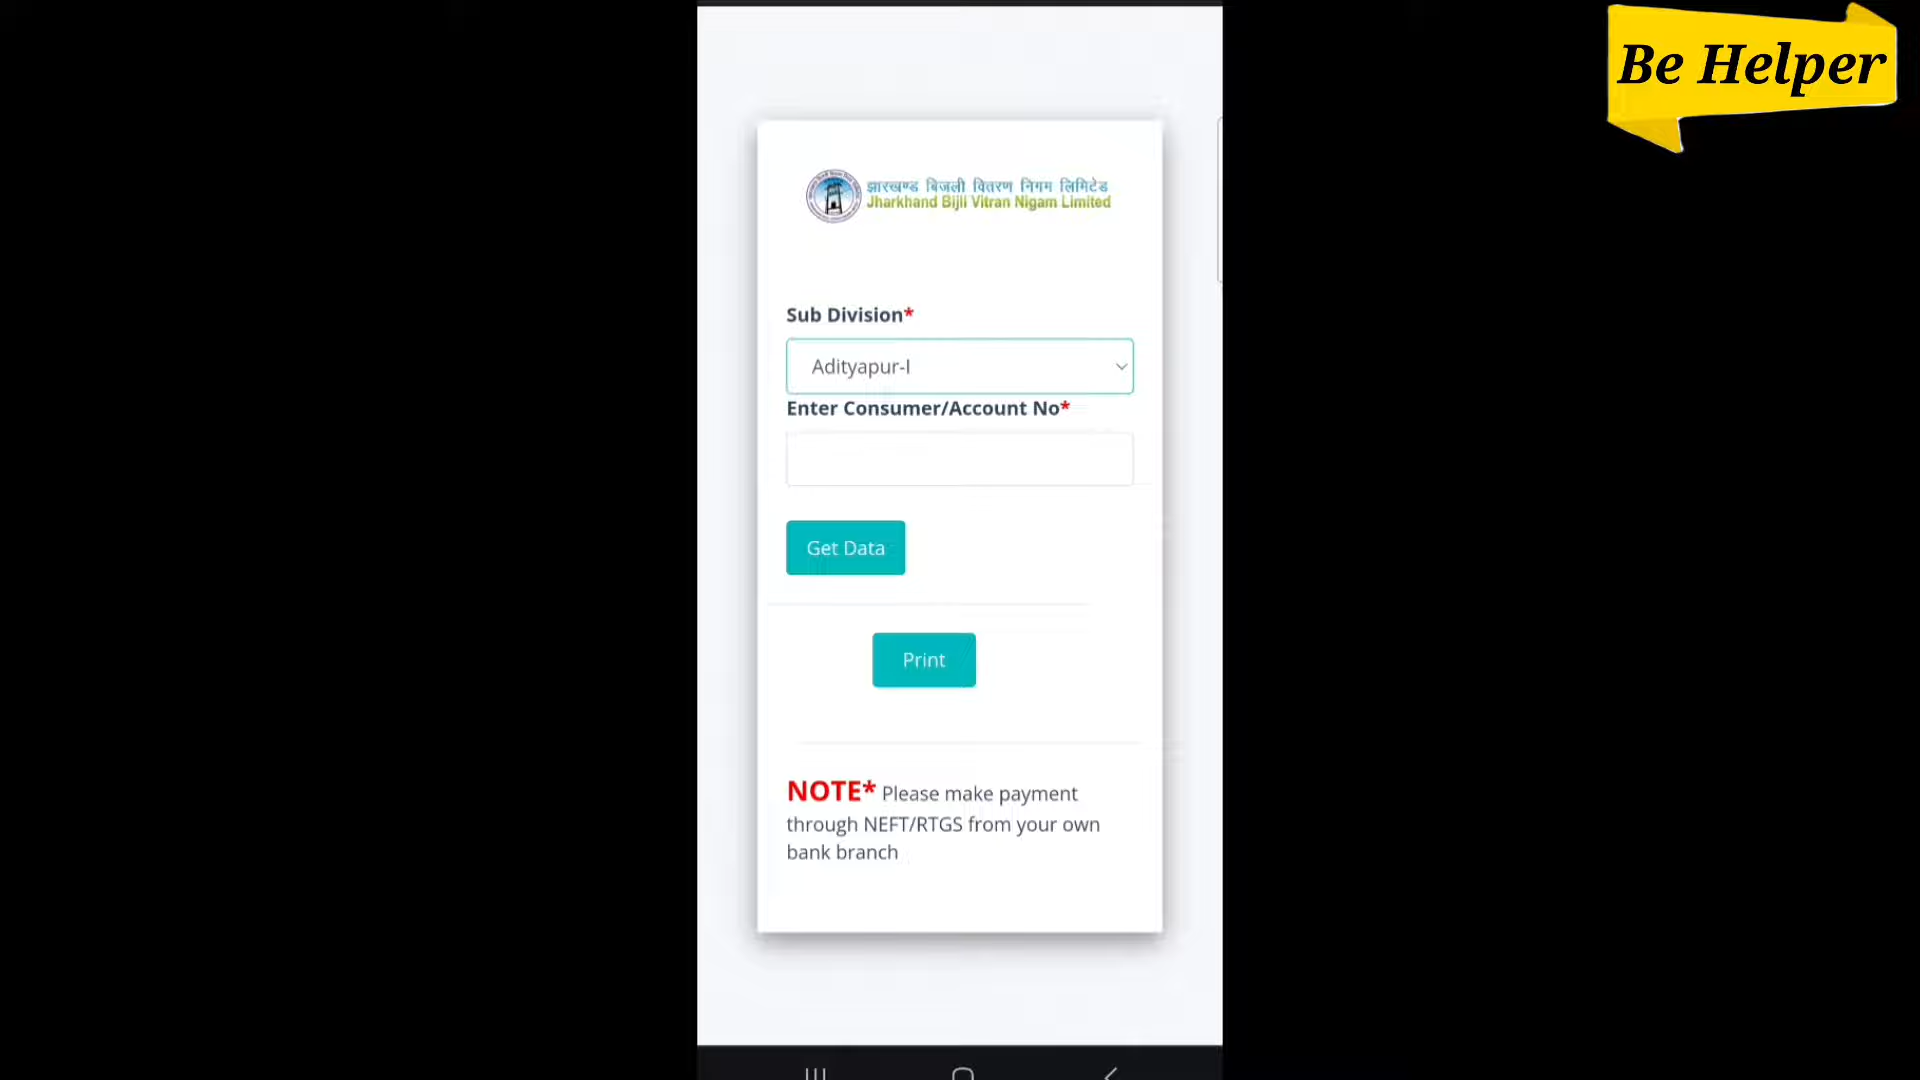 Be Helper
झारखण्ड बिजली वितरण निगम लिमिटेड
Jharkhand Bijli Vitran Nigam Limited
Sub Division*
Adityapur-I
Enter Consumer/Account No*
Get Data
Print
NOTE* Please make payment
through NEFT/RTGS from your own
bank branch